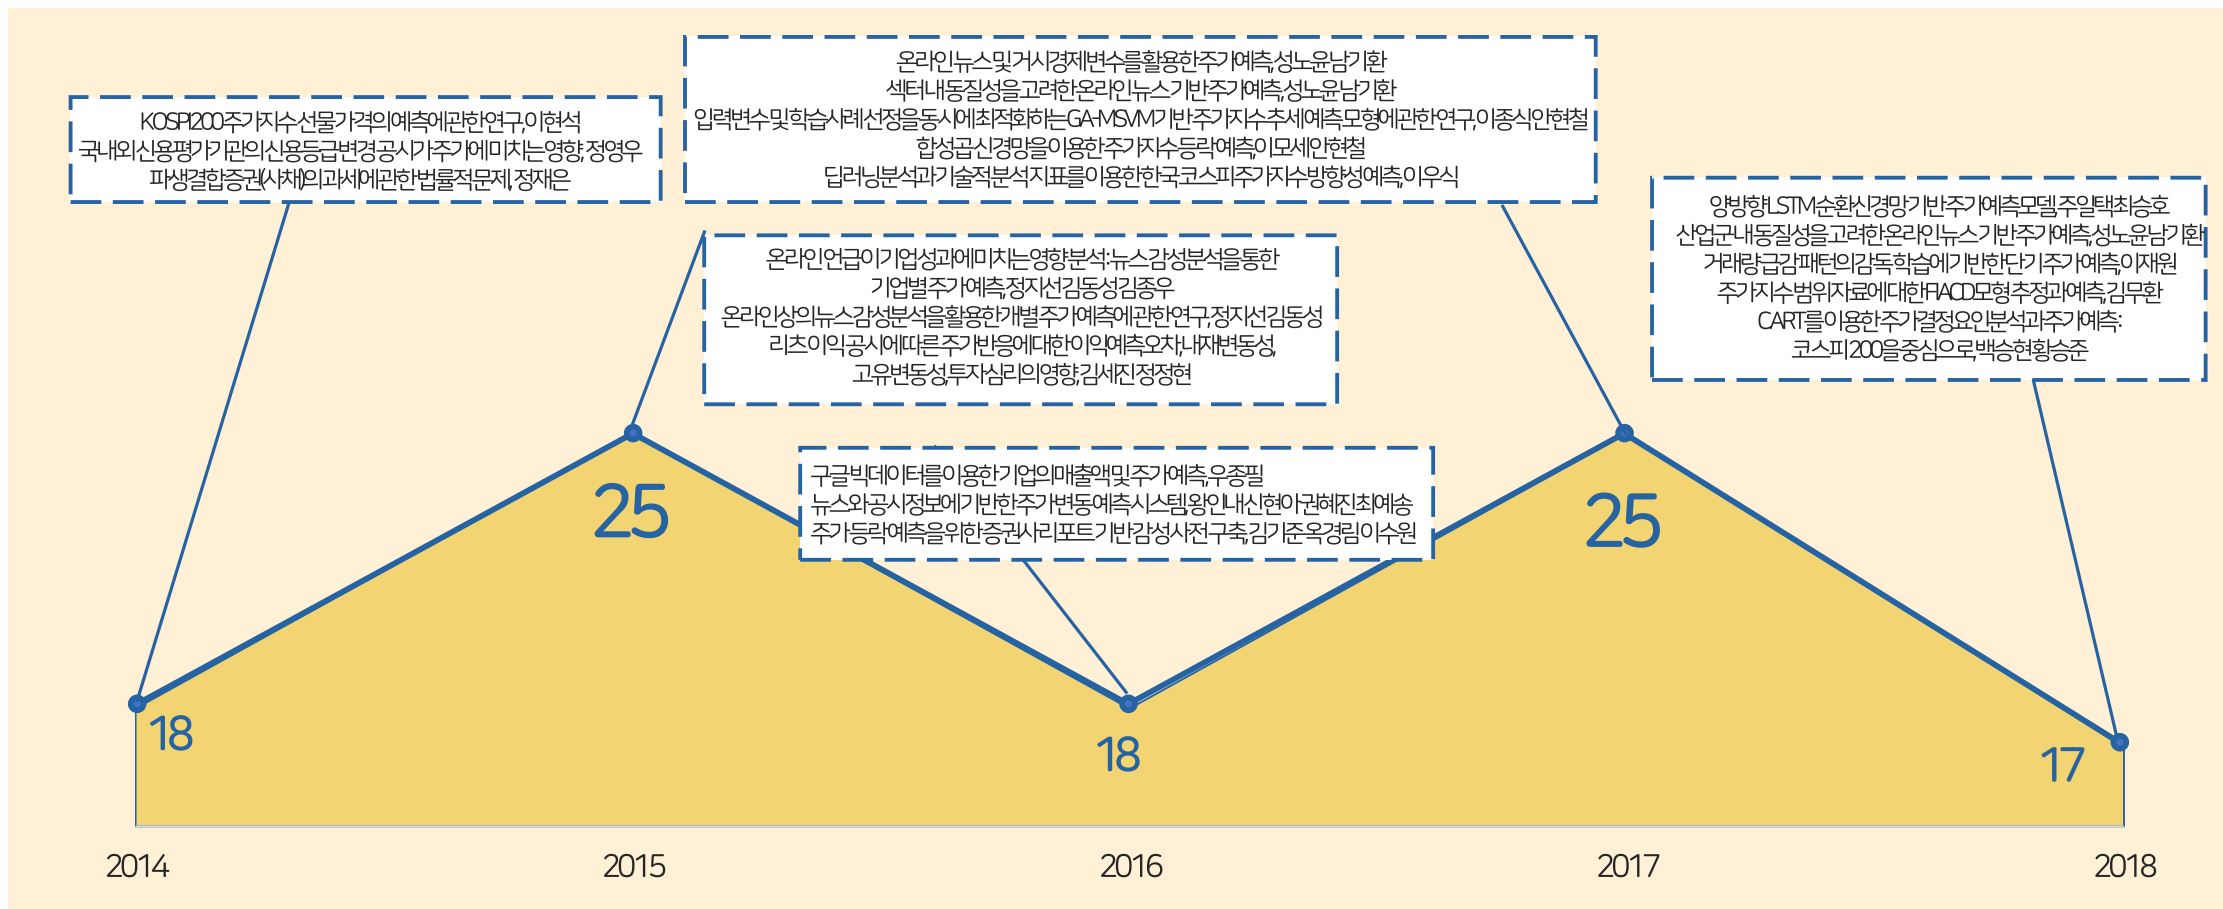 KOSPI200 주가지수 선물 가격의 예측에 관한 연구, 이현석
국내외 신용평가기관의 신용등급 변경 공시가 주가에 미치는 영향, 정영우
파생결합증권(사채)의 과세에 관한 법률적 문제, 정재은
온라인 뉴스 및 거시경제 변수를 활용한 주가예측, 성노윤 남기환
섹터 내 동질성을 고려한 온라인 뉴스 기반 주가예측, 성노윤 남기환
입력변수 및 학습사례 선정을 동시에 최적화하는 GA-MSVM 기반 주가지수 추세 예측 모형에 관한 연구, 이종식 안현철
합성곱 신경망을 이용한 주가지수 등락 예측, 이모세 안현철
딥러닝 분석과 기술적 분석 지표를 이용한 한국 코스피 주가지수 방향성 예측, 이우식
온라인 언급이 기업 성과에 미치는 영향 분석 : 뉴스 감성분석을 통한
기업별 주가 예측, 정지선 김동성 김종우
온라인상의 뉴스 감성분석을 활용한 개별 주가 예측에 관한 연구, 정지선 김동성
리츠 이익 공시에 따른 주가 반응에 대한 이익예측오차, 내재변동성,
고유변동성, 투자심리의 영향, 김세진 정정현
양방향 LSTM 순환신경망 기반 주가예측모델, 주일택 최승호
산업군 내 동질성을 고려한 온라인 뉴스 기반 주가예측, 성노윤 남기환
거래량 급감 패턴의 감독학습에 기반한 단기 주가예측, 이재원
주가지수 범위자료에 대한 FIACD모형 추정과 예측, 김무환
CART를 이용한 주가 결정요인 분석과 주가예측 :
코스피 200을 중심으로, 백승현 황승준
구글 빅데이터를 이용한 기업의 매출액 및 주가 예측, 우종필
뉴스와 공시정보에 기반한 주가 변동 예측 시스템, 왕인내 신현아 권혜진 최예송
주가 등락 예측을 위한 증권사 리포트 기반 감성사전 구축, 김기준 옥경림 이수원
25
25
18
18
17
2014
2015
2016
2017
2018